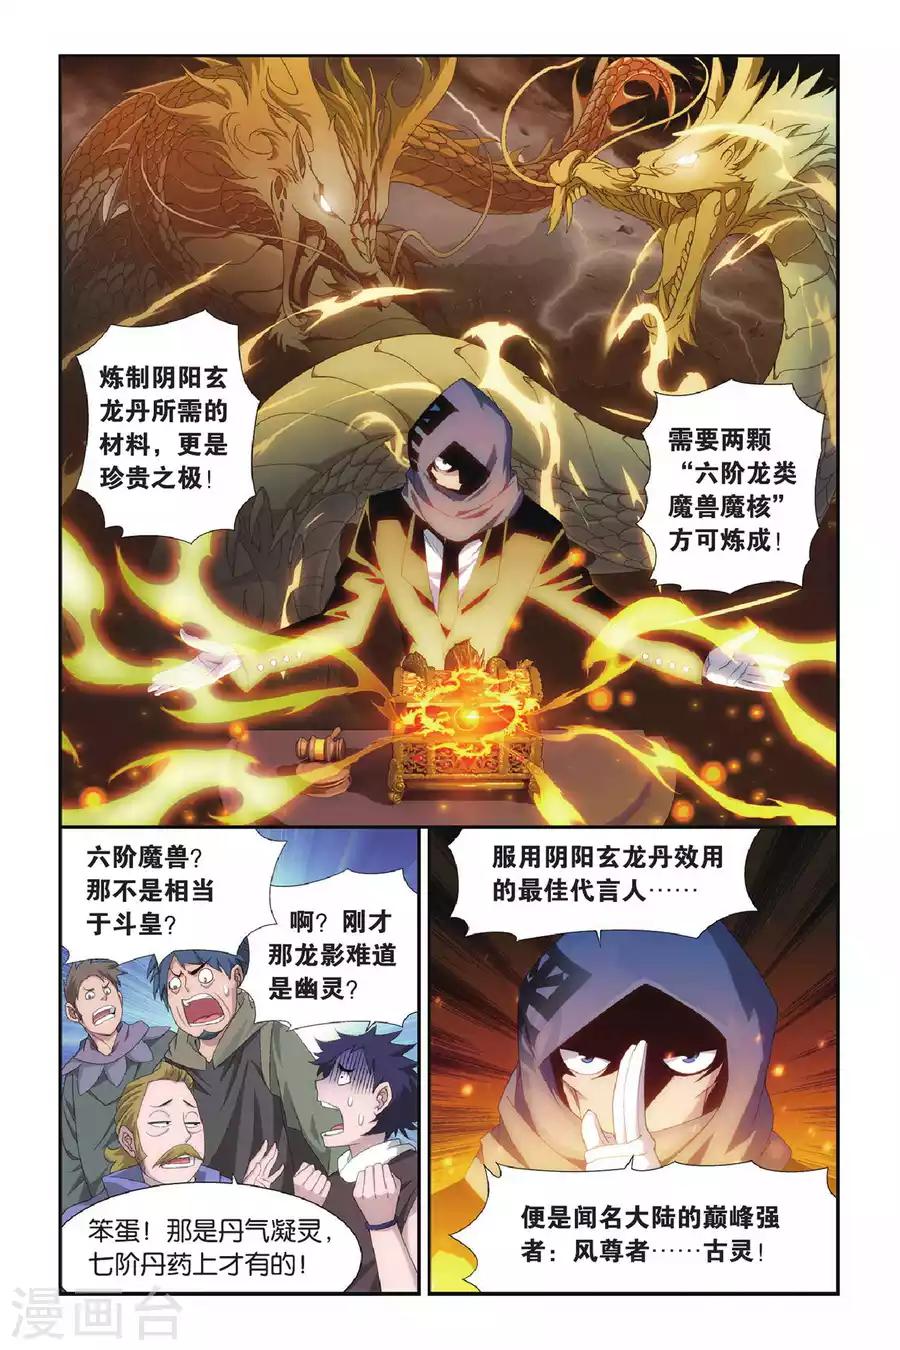 炼制阴阳玄
龙丹所需的
材料，更是
珍贵之极！
需要两颗
“六阶龙类
魔兽魔核”
方可炼成！
六阶魔兽？
那不是相当
于斗皇？
啊？刚才
那龙影难道
是幽灵？
笨蛋！那是丹气凝灵，
七阶丹药上才有的！
服用阴阳玄龙丹效用
的最佳代言人……
便是闻名大陆的巅峰强
者：风尊者……古灵！
漫画台